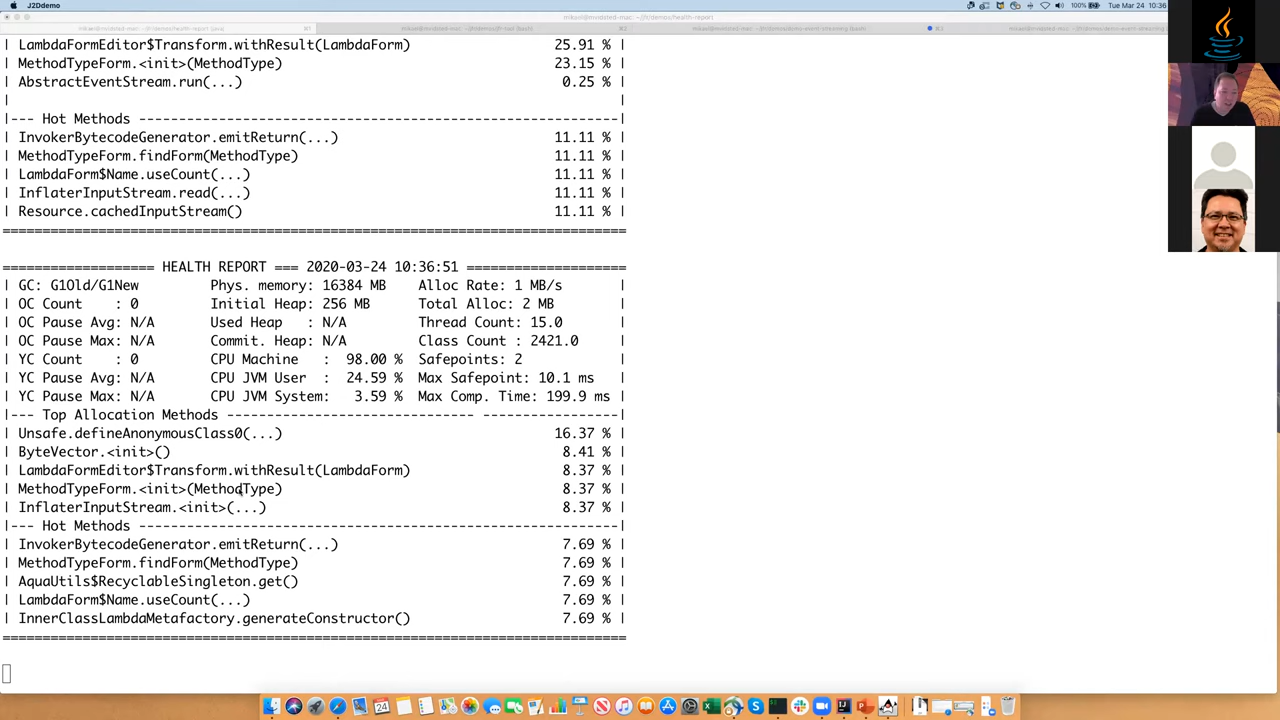 J2Ddemo
100%
Tue Mar 24 10:36
| LambdaFormEditor$Transform.withResult(LambdaForm) 25.91 % |
| MethodTypeForm.<init>(MethodType) 23.15 % |
| AbstractEventStream.run(...) 0.25 %
| |
|--- Hot Methods -----------------------------------------------------------|
| InvokerBytecodeGenerator.emitReturn(...) 11.11 % |
| MethodTypeForm.findForm(MethodType) 11.11 % |
| LambdaForm$Name.useCount(...) 11.11 % |
| InflaterInputStream.read(...) 11.11 % |
| Resource.cachedInputStream() 11.11 % |
==============================================================================
=================== HEALTH REPORT === 2020-03-24 10:36:51 ====================
| GC: G1Old/G1New Phys. memory: 16384 MB Alloc Rate: 1 MB/s |
| OC Count : 0 Initial Heap: 256 MB Total Alloc: 2 MB |
| OC Pause Avg: N/A Used Heap : N/A Thread Count: 15.0 |
| OC Pause Max: N/A Commit. Heap: N/A Class Count : 2421.0 |
| YC Count : 0 CPU Machine : 98.00 % Safepoints: 2 |
| YC Pause Avg: N/A CPU JVM User : 24.59 % Max Safepoint: 10.1 ms |
| YC Pause Max: N/A CPU JVM System: 3.59 % Max Comp. Time: 199.9 ms |
|--- Top Allocation Methods ------------------------------- -----------------|
| Unsafe.defineAnonymousClass0(...) 16.37 % |
| ByteVector.<init>() 8.41 % |
| LambdaFormEditor$Transform.withResult(LambdaForm) 8.37 % |
| MethodTypeForm.<init>(MethodType) 8.37 % |
| InflaterInputStream.<init>(...) 8.37 % |
|--- Hot Methods -----------------------------------------------------------|
| InvokerBytecodeGenerator.emitReturn(...) 7.69 % |
| MethodTypeForm.findForm(MethodType) 7.69 % |
| AquaUtils$RecyclableSingleton.get() 7.69 % |
| LambdaForm$Name.useCount(...) 7.69 % |
| InnerClassLambdaMetafactory.generateConstructor() 7.69 % |
==============================================================================
Java